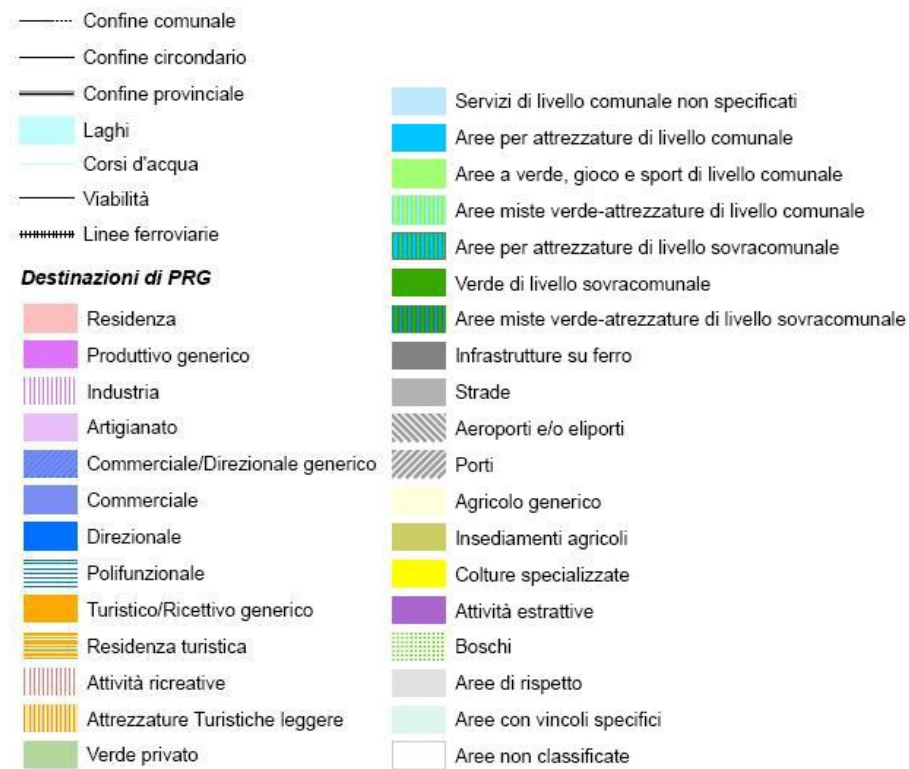 Confine comunale
Confine circondario
Confine provinciale
Laghi
Corsi d'acqua
Viabilità
Linee ferroviarie
Destinazioni di PRG
Residenza
Produttivo generico
Industria
Artigianato
Commerciale/Direzionale generico
Commerciale
Direzionale
Polifunzionale
Turistico/Ricettivo generico
Residenza turistica
Attività ricreative
Attrezzature Turistiche leggere
Verde privato
Servizi di livello comunale non specificati
Aree per attrezzature di livello comunale
Aree a verde, gioco e sport di livello comunale
Aree miste verde-attrezzature di livello comunale
Aree per attrezzature di livello sovracomunale
Verde di livello sovracomunale
Aree miste verde-atrezzature di livello sovracomunale
Infrastrutture su ferro
Strade
Aeroporti e/o eliporti
Porti
Agricolo generico
Insediamenti agricoli
Colture specializzate
Attività estrattive
Boschi
Aree di rispetto
Aree con vincoli specifici
Aree non classificate